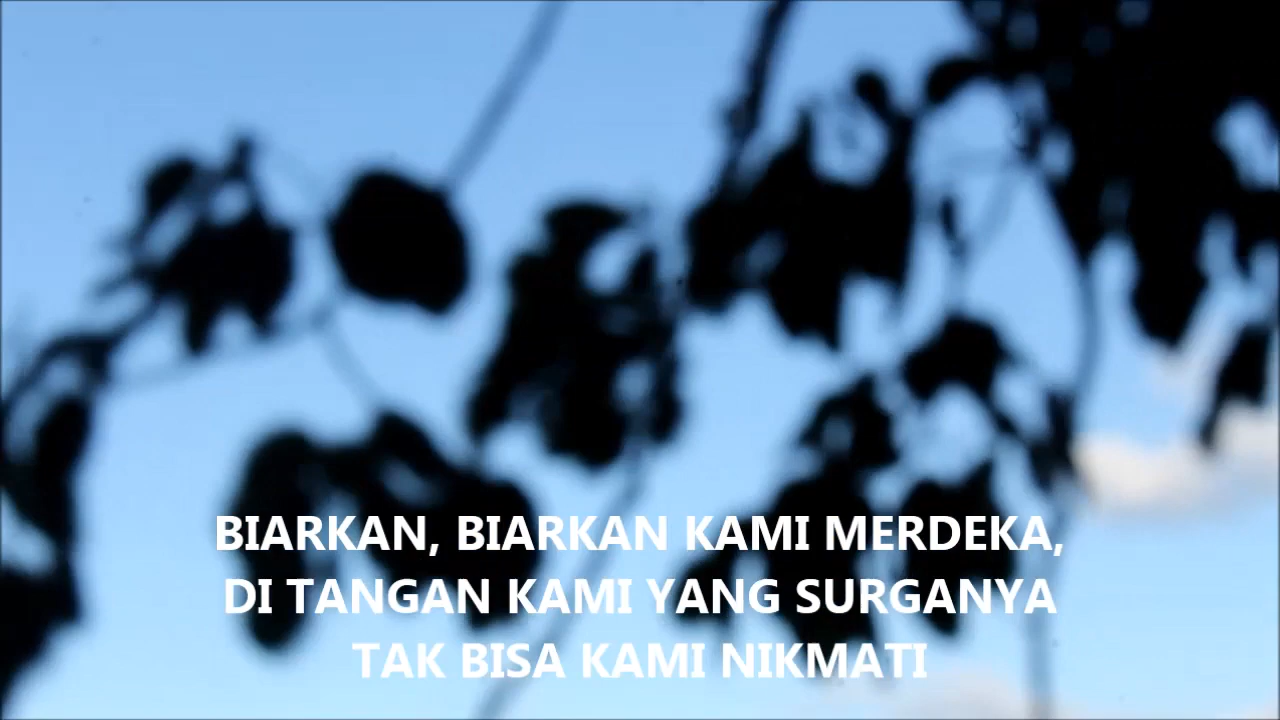 BIARKAN, BIARKAN KAMI MERDEKA,
DI TANGAN KAMI YANG SURGANYA
TAK BISA KAMI NIKMATI